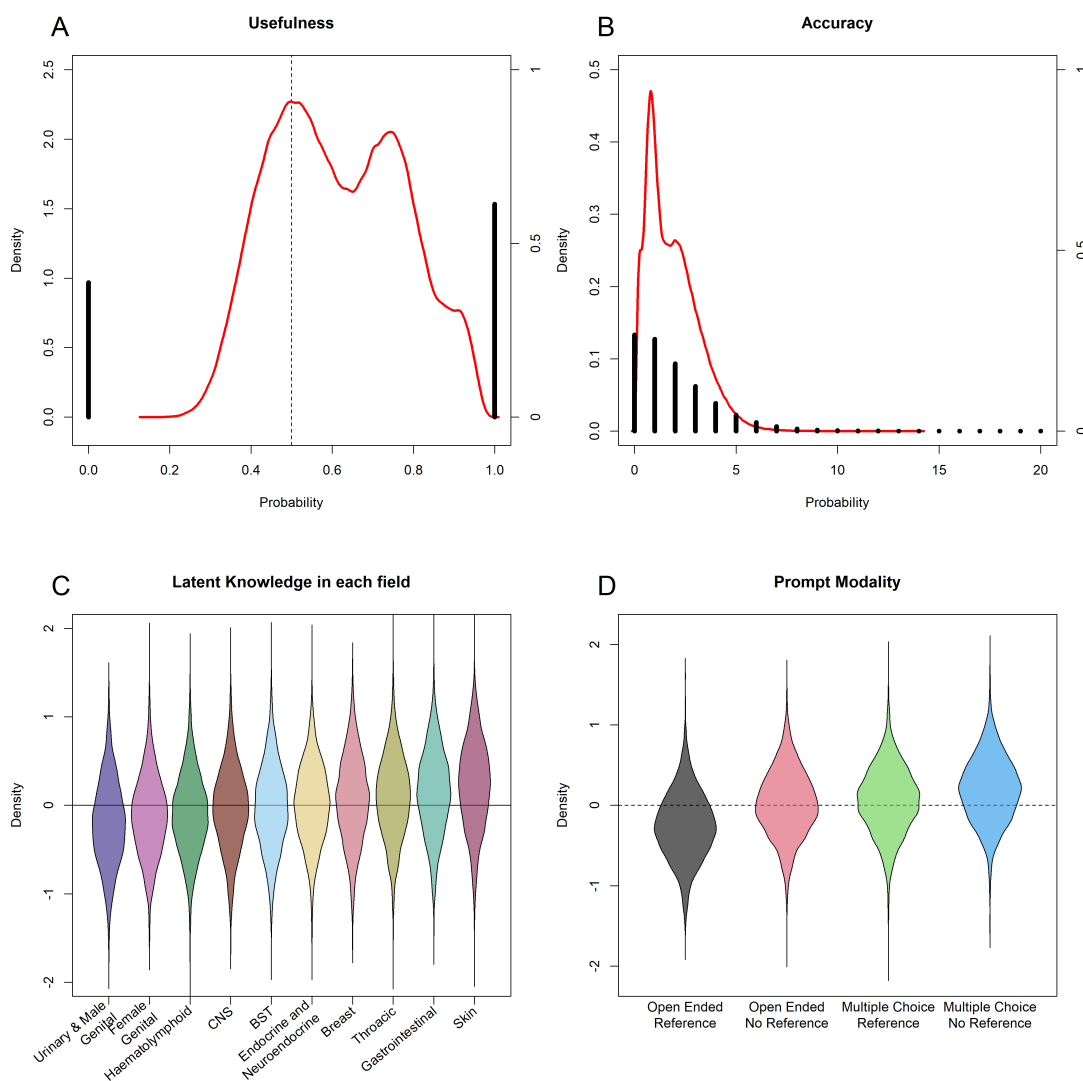 A
Usefulness
2.5
2.0
1.5
1.0
0.5
0.0
Density
1
0.5
0
0.0
0.2
0.4
0.6
0.8
1.0
Probability
B
Accuracy
0.5
0.4
0.3
0.2
0.1
0.0
Density
1
0.5
0
0
5
10
15
20
Probability
C
Latent Knowledge in each field
2
1
0
-1
-2
Density
Urinary & Male
Genital
Female
Genital
Haematolymphoid
CNS
BST
Endocrine and
Neuroendocrine
Breast
Throacic
Gastrointestinal
Skin
D
Prompt Modality
2
1
0
-1
-2
Density
Open Ended
Reference
Open Ended
No Reference
Multiple Choice
Reference
Multiple Choice
No Reference